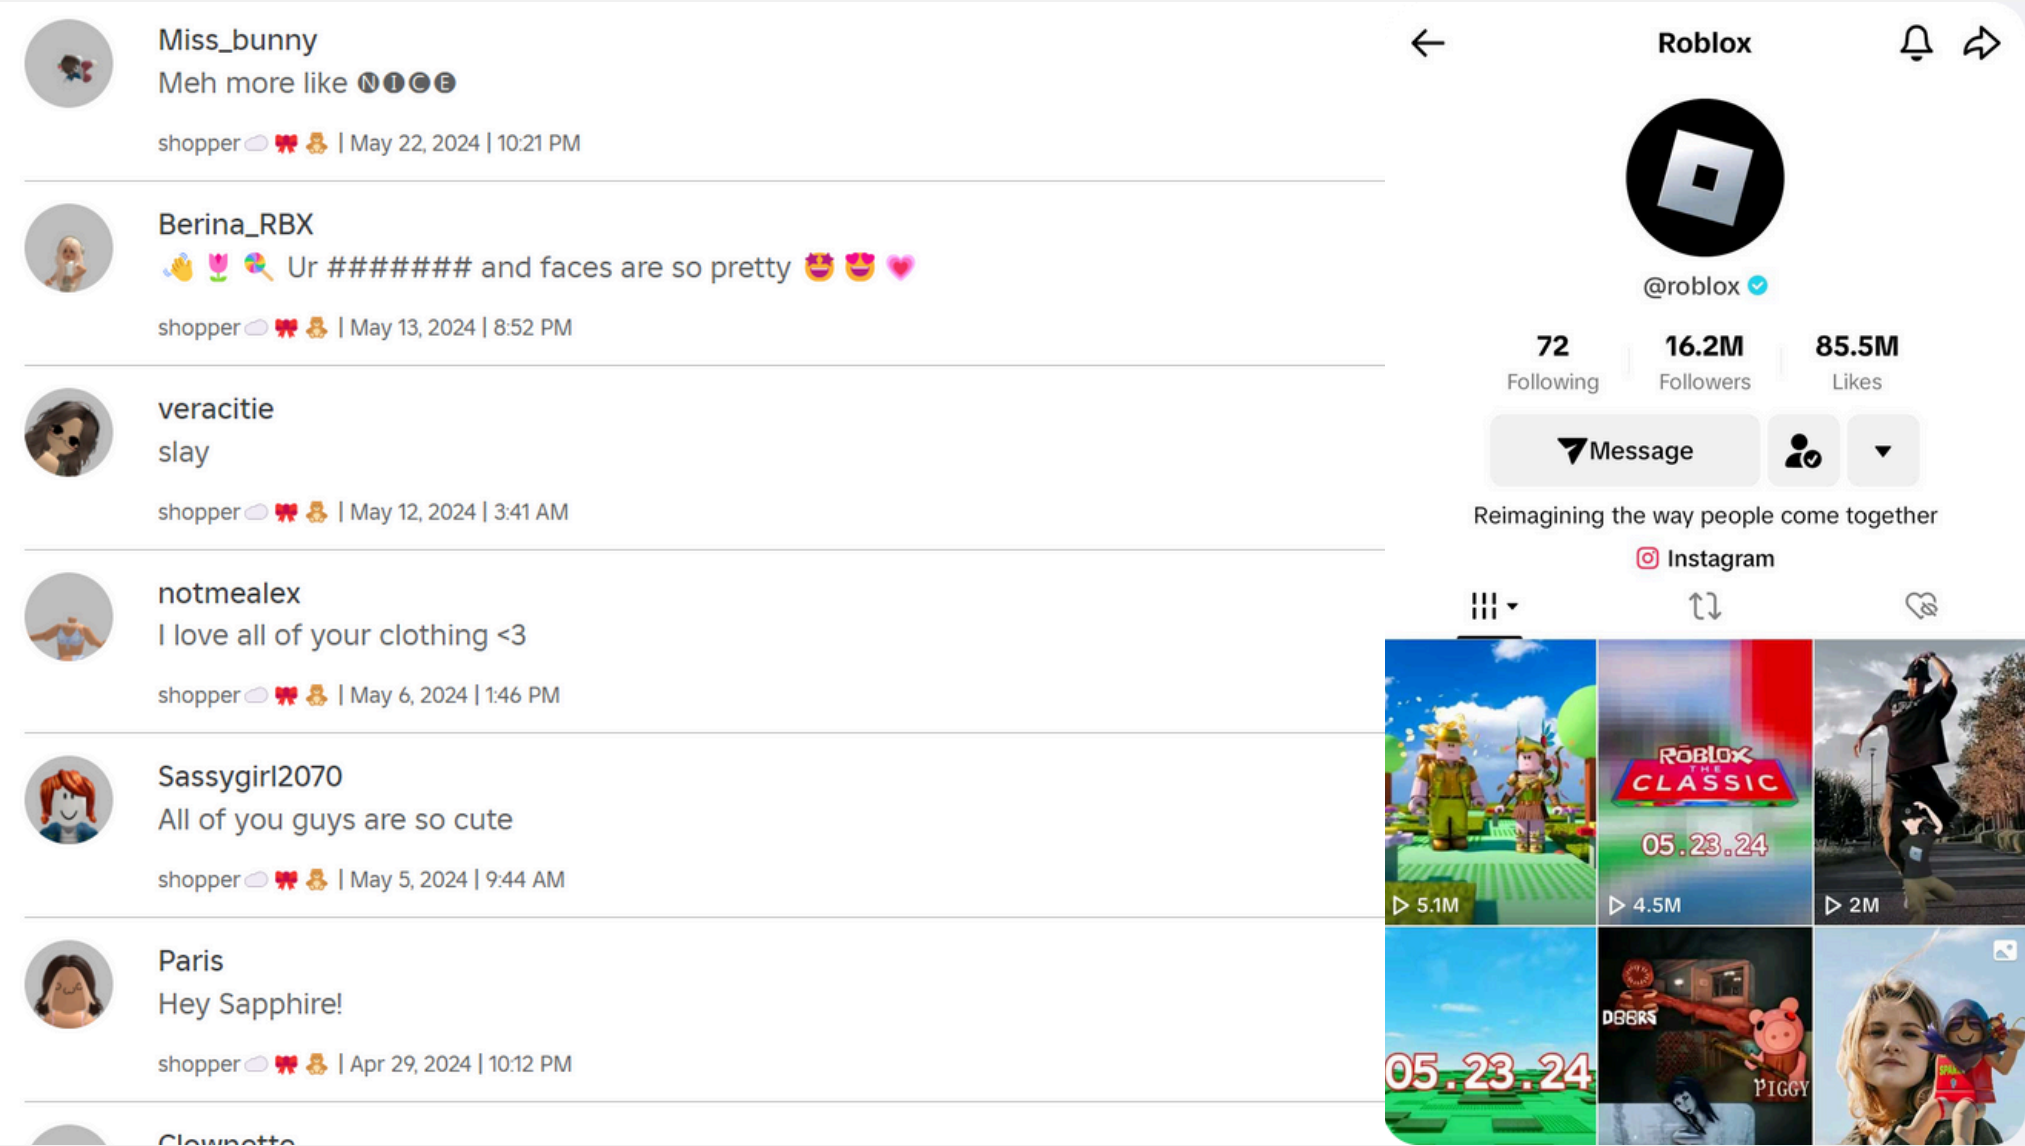 Miss_bunny
Meh more like 🅝🅘🅒🅔
shopper☁️🎀🧸 | May 22, 2024 | 10:21 PM
Berina_RBX
👋🌷🍭 Ur ####### and faces are so pretty 🤩😍💗
shopper☁️🎀🧸 | May 13, 2024 | 8:52 PM
veracitie
slay
shopper☁️🎀🧸 | May 12, 2024 | 3:41 AM
notmealex
I love all of your clothing <3
shopper☁️🎀🧸 | May 6, 2024 | 1:46 PM
Sassygirl2070
All of you guys are so cute
shopper☁️🎀🧸 | May 5, 2024 | 9:44 AM
Paris
Hey Sapphire!
shopper☁️🎀🧸 | Apr 29, 2024 | 10:12 PM
Roblox
@roblox
72 16.2M 85.5M
Following Followers Likes
Message
Reimagining the way people come together
Instagram
ROBLOX
THE
CLASSIC
05.23.24
5.1M
4.5M
2M
05.23.24
DOORS
PIGGY